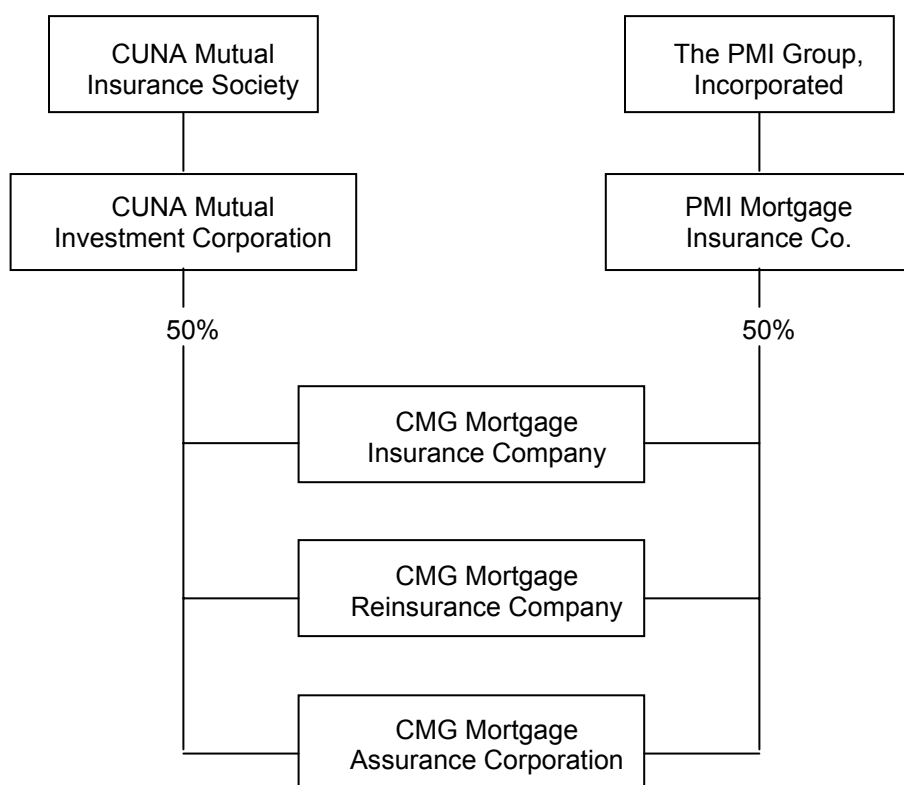 CUNA Mutual
Insurance Society
The PMI Group,
Incorporated
CUNA Mutual
Investment Corporation
PMI Mortgage
Insurance Co.
50%
50%
CMG Mortgage
Insurance Company
CMG Mortgage
Reinsurance Company
CMG Mortgage
Assurance Corporation